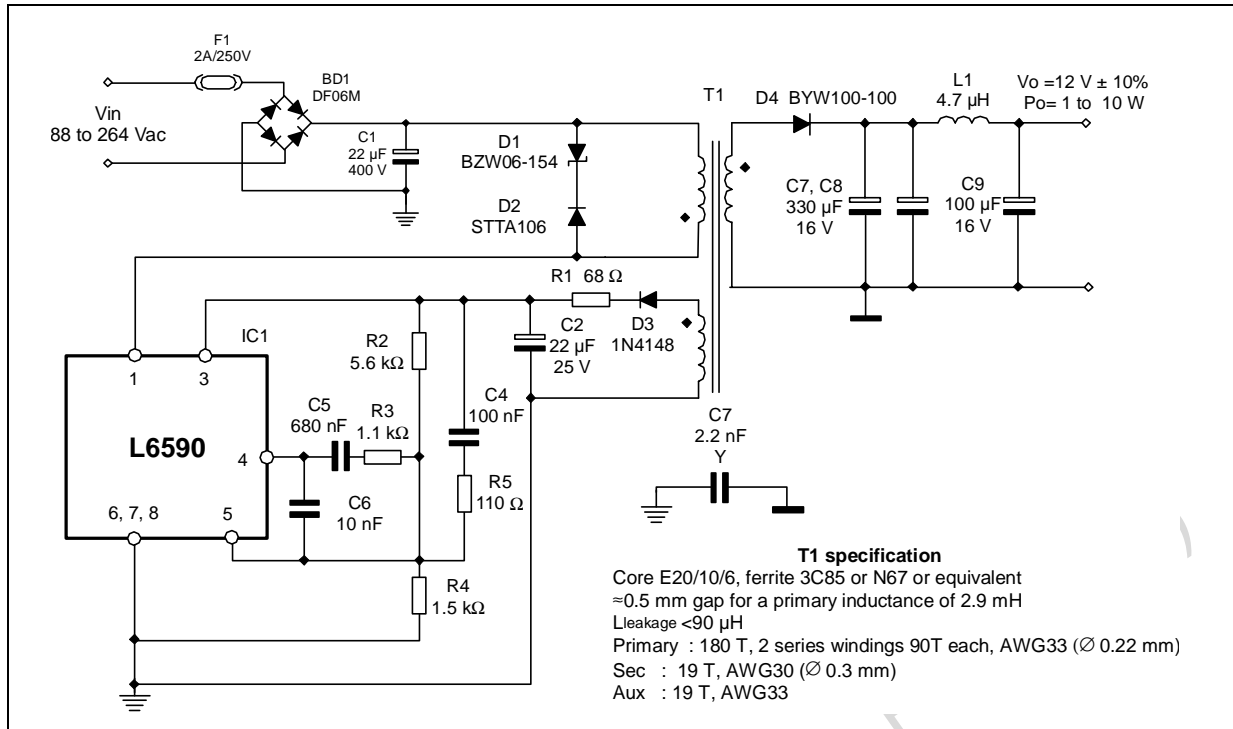 F1
2A/250V
BD1
DF06M
Vin
88 to 264 Vac
C1
22 µF
400 V
D1
BZW06-154
D2
STTA106
T1
D4 BYW100-100
L1
4.7 µH
Vo =12 V ± 10%
Po= 1 to 10 W
C7, C8
330 µF
16 V
C9
100 µF
16 V
R1 68 Ω
D3
1N4148
C2
22 µF
25 V
IC1
R2
5.6 kΩ
1
3
L6590
4
6, 7, 8
5
C5
680 nF
R3
1.1 kΩ
C4
100 nF
C6
10 nF
R5
110 Ω
R4
1.5 kΩ
C7
2.2 nF
Y
T1 specification
Core E20/10/6, ferrite 3C85 or N67 or equivalent
≈0.5 mm gap for a primary inductance of 2.9 mH
Lleakage <90 µH
Primary : 180 T, 2 series windings 90T each, AWG33 (∅ 0.22 mm)
Sec : 19 T, AWG30 (∅ 0.3 mm)
Aux : 19 T, AWG33